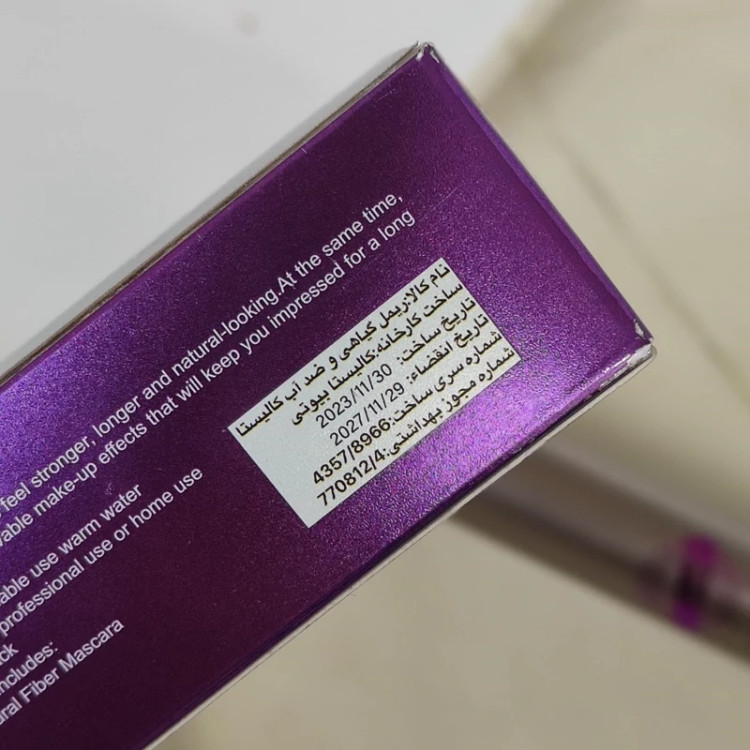 feel stronger, longer and natural-looking.At the same time,
vable make-up effects that will keep you impressed for a long
able use warm water
professional use or home use
ck
ncludes:
ural Fiber Mascara
نام کالا:ریمل گیاهی و ضد آب کالیستا
ساخت کارخانه:کالیستا بیوتی
تاریخ ساخت: 2023/11/30
تاریخ انقضاء: 2027/11/29
شماره سری ساخت:4357/8966
شماره مجوز بهداشتی:770812/4